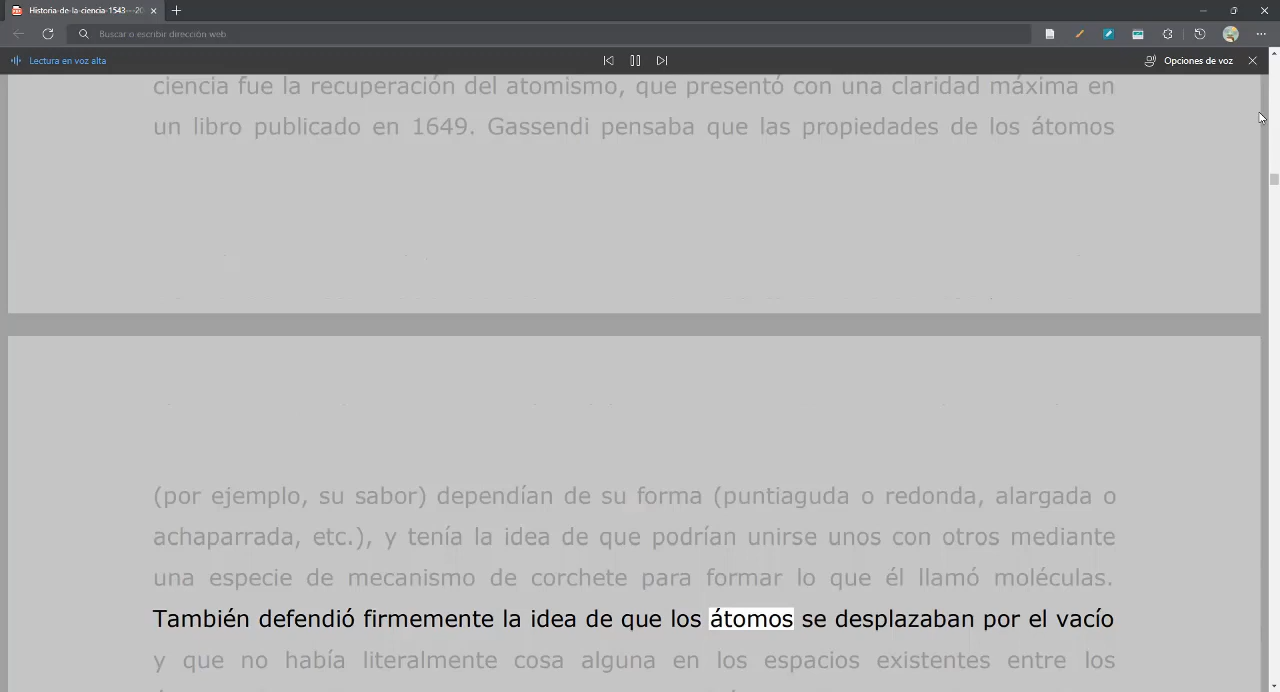 Historia-de-la-ciencia-1543---20
Buscar o escribir dirección web
Lectura en voz alta
Opciones de voz
ciencia fue la recuperación del atomismo, que presentó con una claridad máxima en
un libro publicado en 1649. Gassendi pensaba que las propiedades de los átomos
(por ejemplo, su sabor) dependían de su forma (puntiaguda o redonda, alargada o
achaparrada, etc.), y tenía la idea de que podrían unirse unos con otros mediante
una especie de mecanismo de corchete para formar lo que él llamó moléculas.
También defendió firmemente la idea de que los átomos se desplazaban por el vacío
y que no había literalmente cosa alguna en los espacios existentes entre los